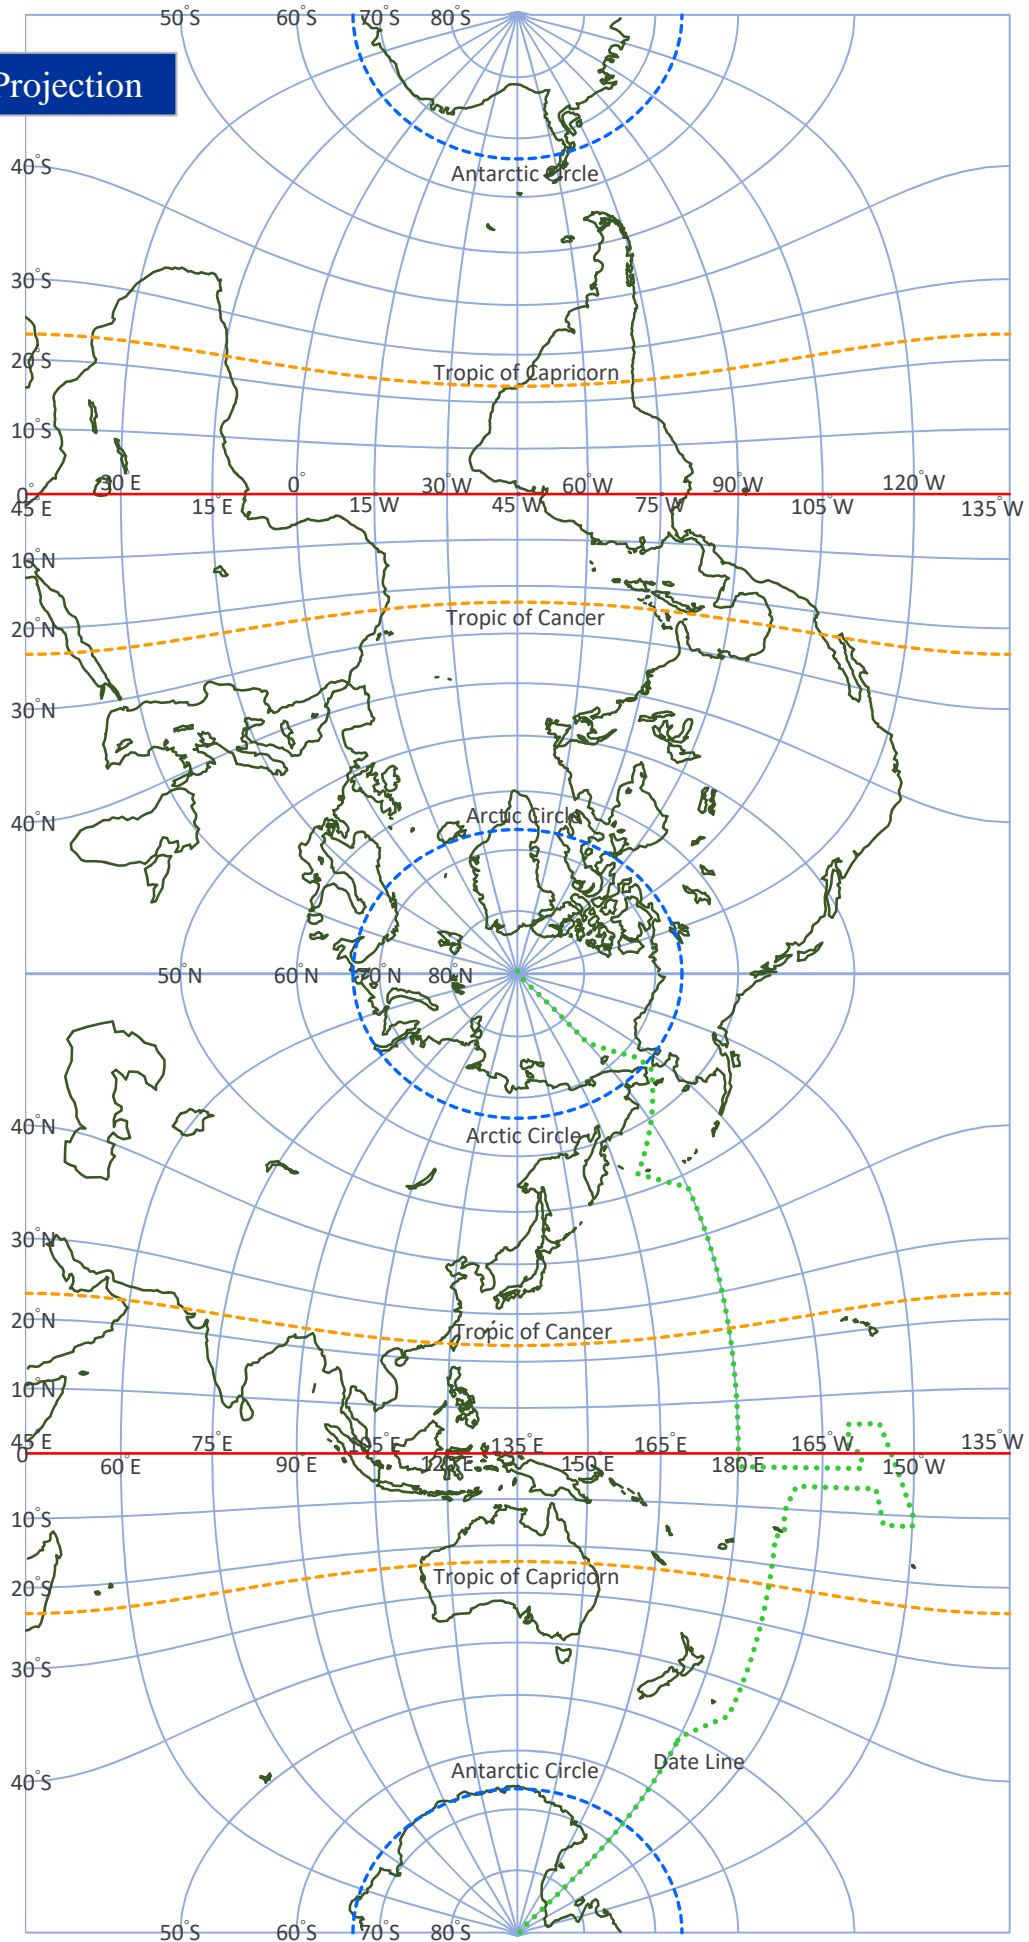 50°S 60°S 70°S 80°S
Projection
40°S
Antarctic Circle
30°S
20°S
Tropic of Capricorn
10°S
0° 30°E 0° 30°W 60°W 90°W 120°W
45°E 15°E 15°W 45°W 75°W 105°W 135°W
10°N
Tropic of Cancer
20°N
30°N
Arctic Circle
40°N
50°N 60°N 70°N 80°N
40°N
Arctic Circle
30°N
20°N
Tropic of Cancer
10°N
45°E 75°E 105°E 135°E 165°E 165°W 135°W
0° 60°E 90°E 120°E 150°E 180°E 150°W
10°S
Tropic of Capricorn
20°S
30°S
Date Line
Antarctic Circle
40°S
50°S 60°S 70°S 80°S